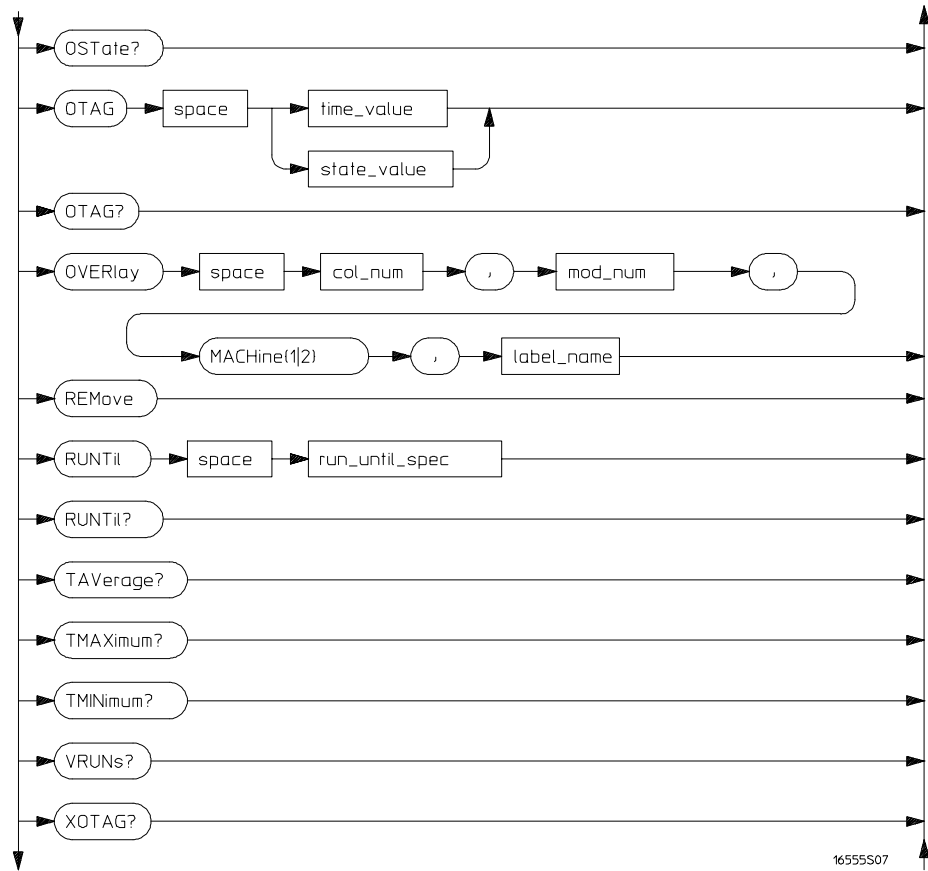 OSTate?
OTAG space time_value
state_value
OTAG?
OVERlay space col_num , mod_num ,
MACHine{1|2} , label_name
REMove
RUNTil space run_until_spec
RUNTil?
TAVerage?
TMAXimum?
TMINimum?
VRUNs?
XOTAG?
16555S07